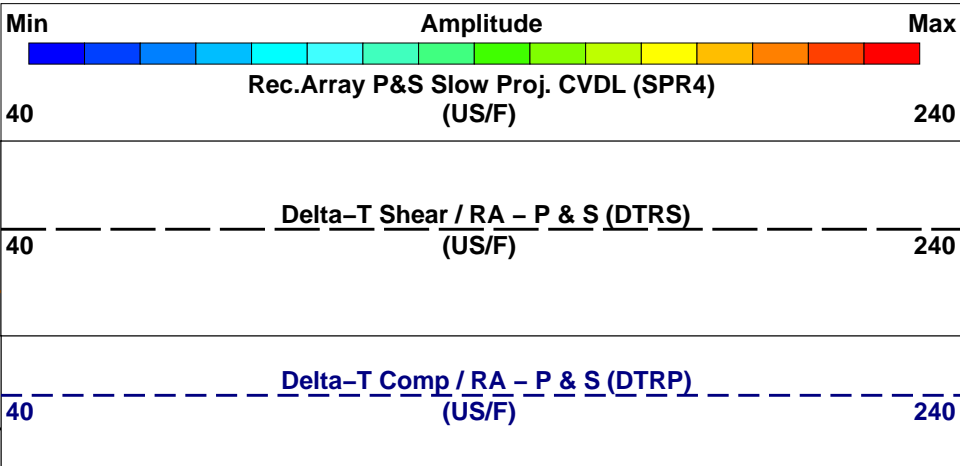 Min Amplitude Max
Rec.Array P&S Slow Proj. CVDL (SPR4)
40 (US/F) 240
Delta−T Shear / RA − P & S (DTRS)
40 (US/F) 240
Delta−T Comp / RA − P & S (DTRP)
40 (US/F) 240